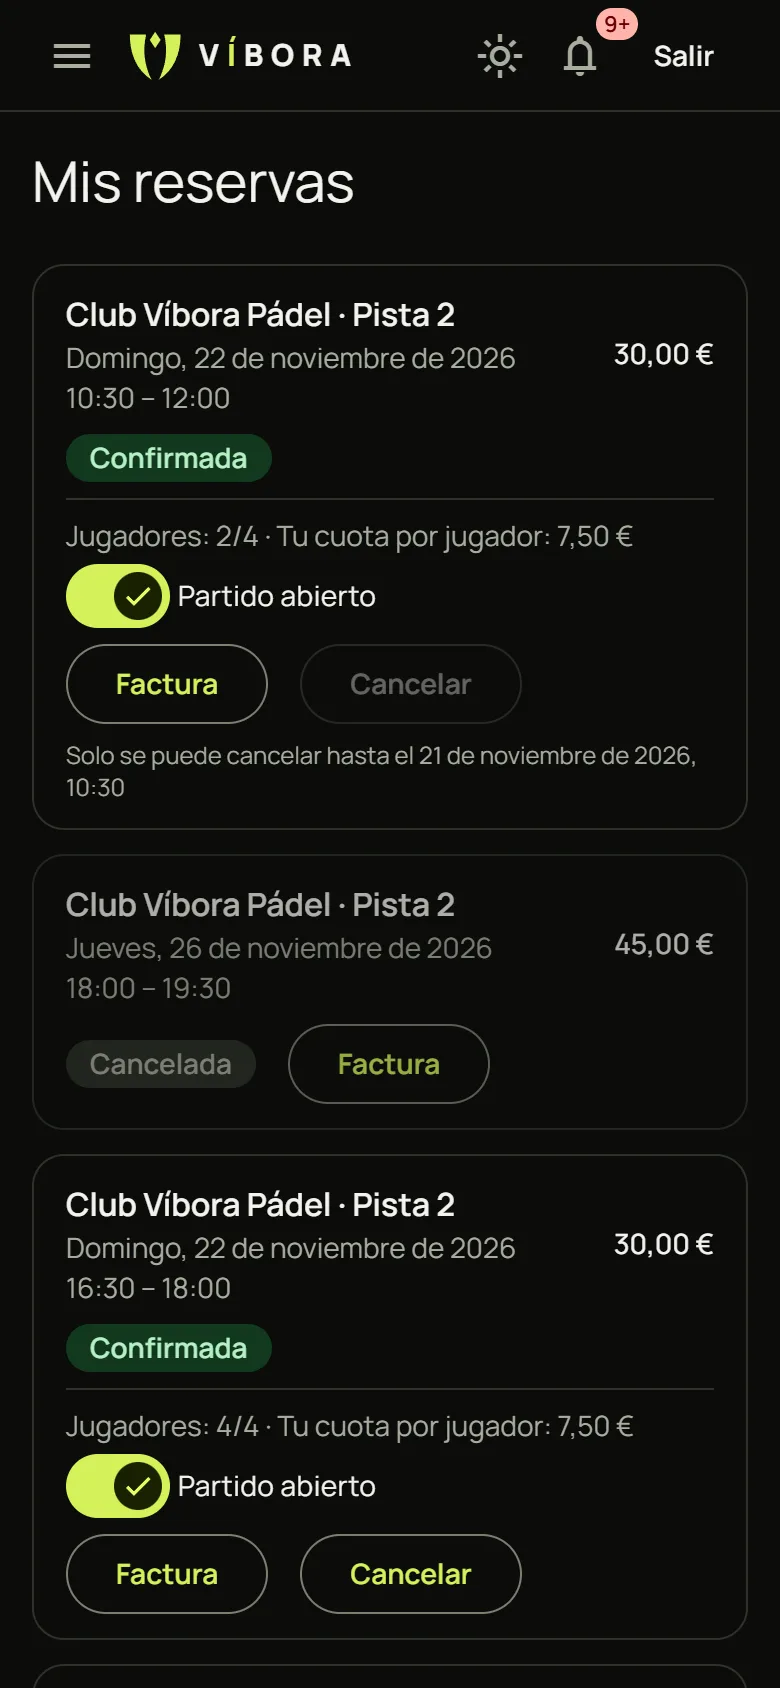 VÍBORA
9+
Salir
Mis reservas
Club Víbora Pádel · Pista 2
Domingo, 22 de noviembre de 2026
30,00 €
10:30 – 12:00
Confirmada
Jugadores: 2/4 · Tu cuota por jugador: 7,50 €
Partido abierto
Factura
Cancelar
Solo se puede cancelar hasta el 21 de noviembre de 2026,
10:30
Club Víbora Pádel · Pista 2
Jueves, 26 de noviembre de 2026
45,00 €
18:00 – 19:30
Cancelada
Factura
Club Víbora Pádel · Pista 2
Domingo, 22 de noviembre de 2026
30,00 €
16:30 – 18:00
Confirmada
Jugadores: 4/4 · Tu cuota por jugador: 7,50 €
Partido abierto
Factura
Cancelar